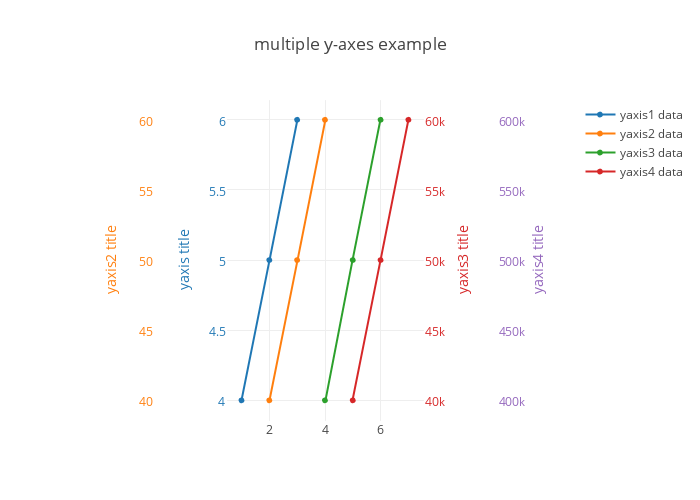 multiple y-axes example
yaxis1 data
yaxis2 data
yaxis3 data
yaxis4 data
60
55
50
45
40
yaxis2 title
6
5.5
5
4.5
4
yaxis title
60k
55k
50k
45k
40k
yaxis3 title
600k
550k
500k
450k
400k
yaxis4 title
2
4
6